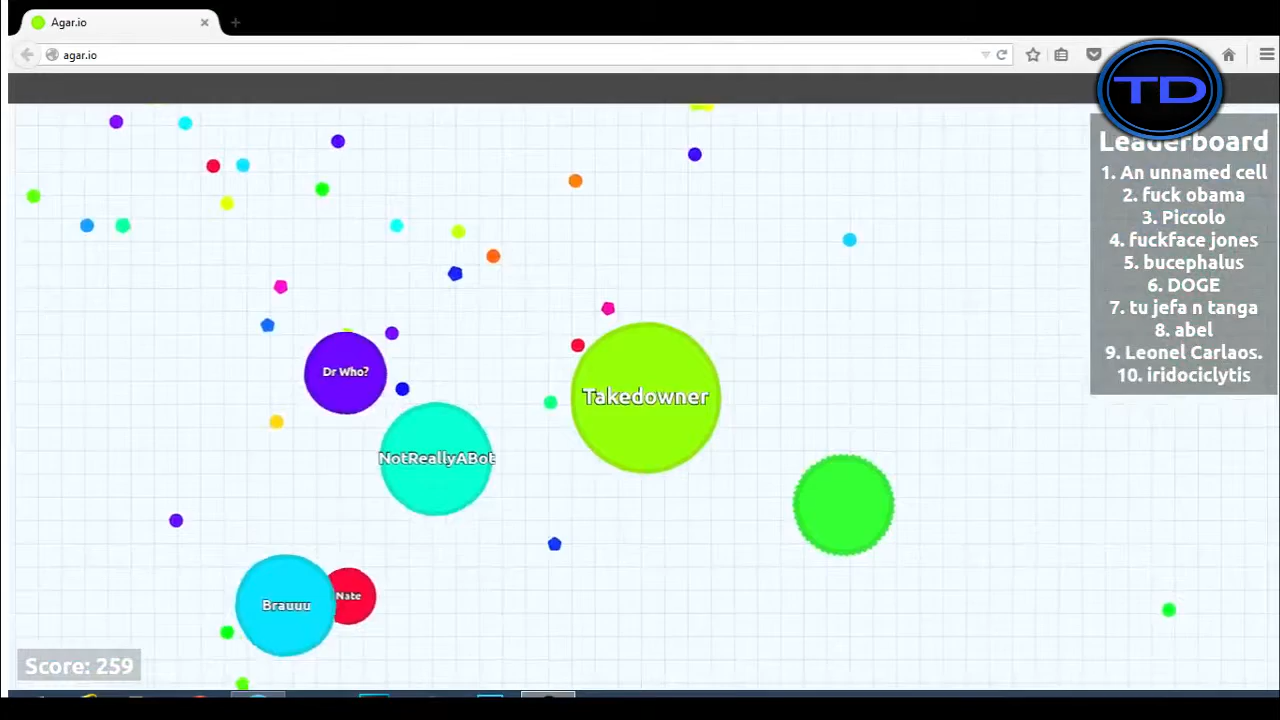 Agar.io
agar.io
TD
Leaderboard
1. An unnamed cell
2. fuck obama
3. Piccolo
4. fuckface jones
5. bucephalus
6. DOGE
7. tu jefa n tanga
8. abel
9. Leonel Carlaos.
10. iridociclytis
Dr Who?
Takedowner
NotReallyABot
Brauuu
Nate
Score: 259